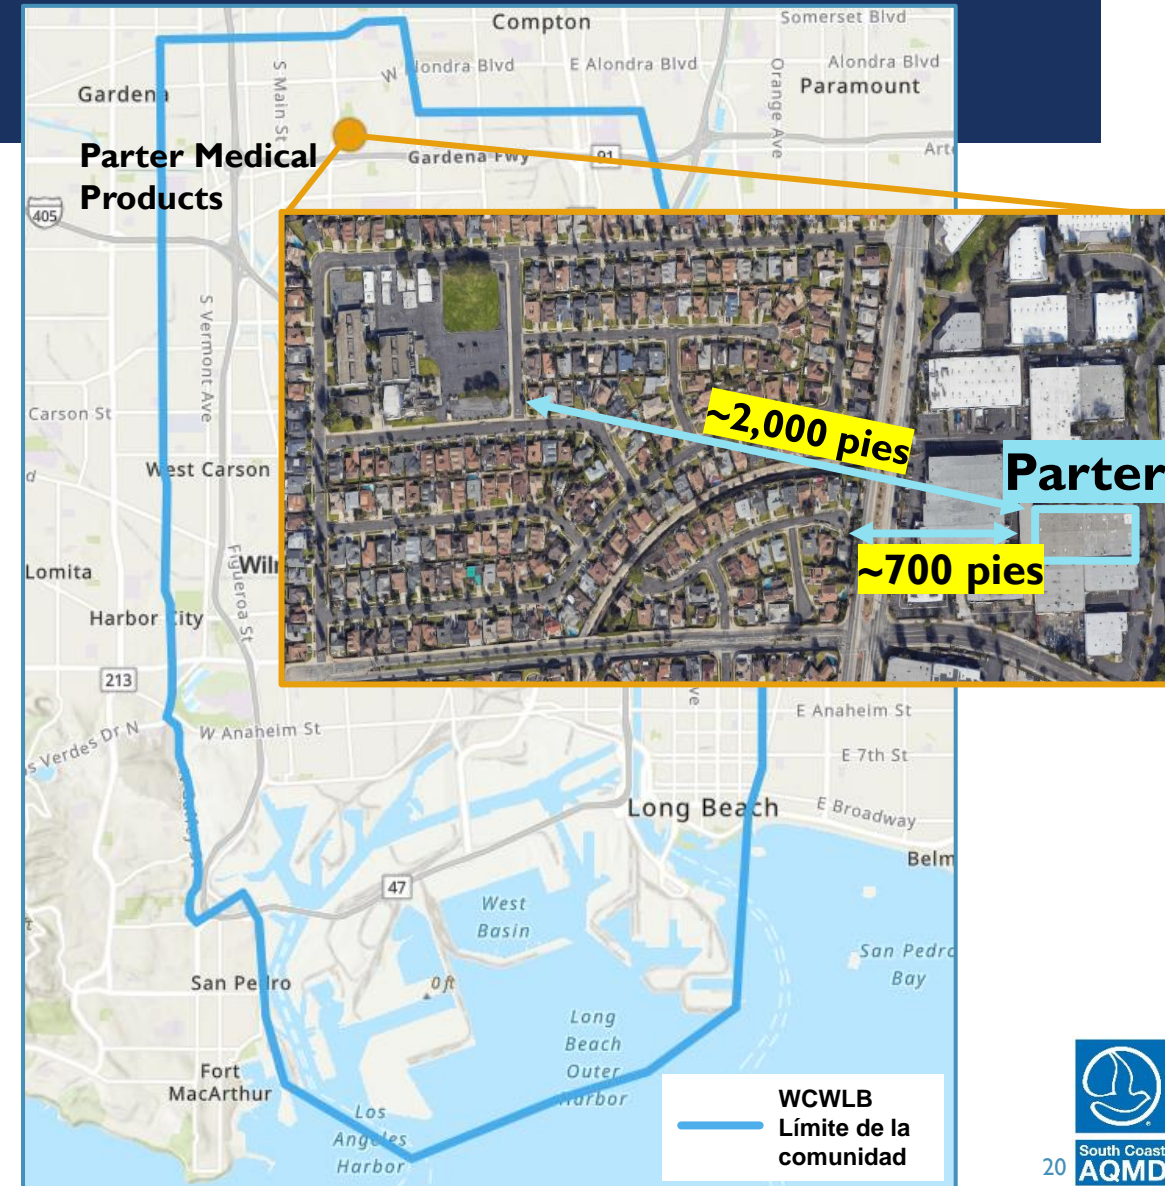 Compton
Somerset Blvd
W
Alondra Blvd
E Alondra Blvd
Orange Ave
Paramount
Gardena
S Main St
Parter Medical
Products
Gardena Fwy
91
405
S Vermont Ave
~2,000 pies
Parter
~700 pies
Carson St
West Carson
Figueroa St
Lomita
Harbor City
213
W Anaheim St
E Anaheim St
E 7th St
Long Beach
E Broadway
47
West
Basin
San Pedro
Bay
San Pedro
0 ft
Long
Beach
Outer
Harbor
Fort
MacArthur
Los
Angeles
Harbor
WCWLB
Límite de la
comunidad
20
South Coast
AQMD